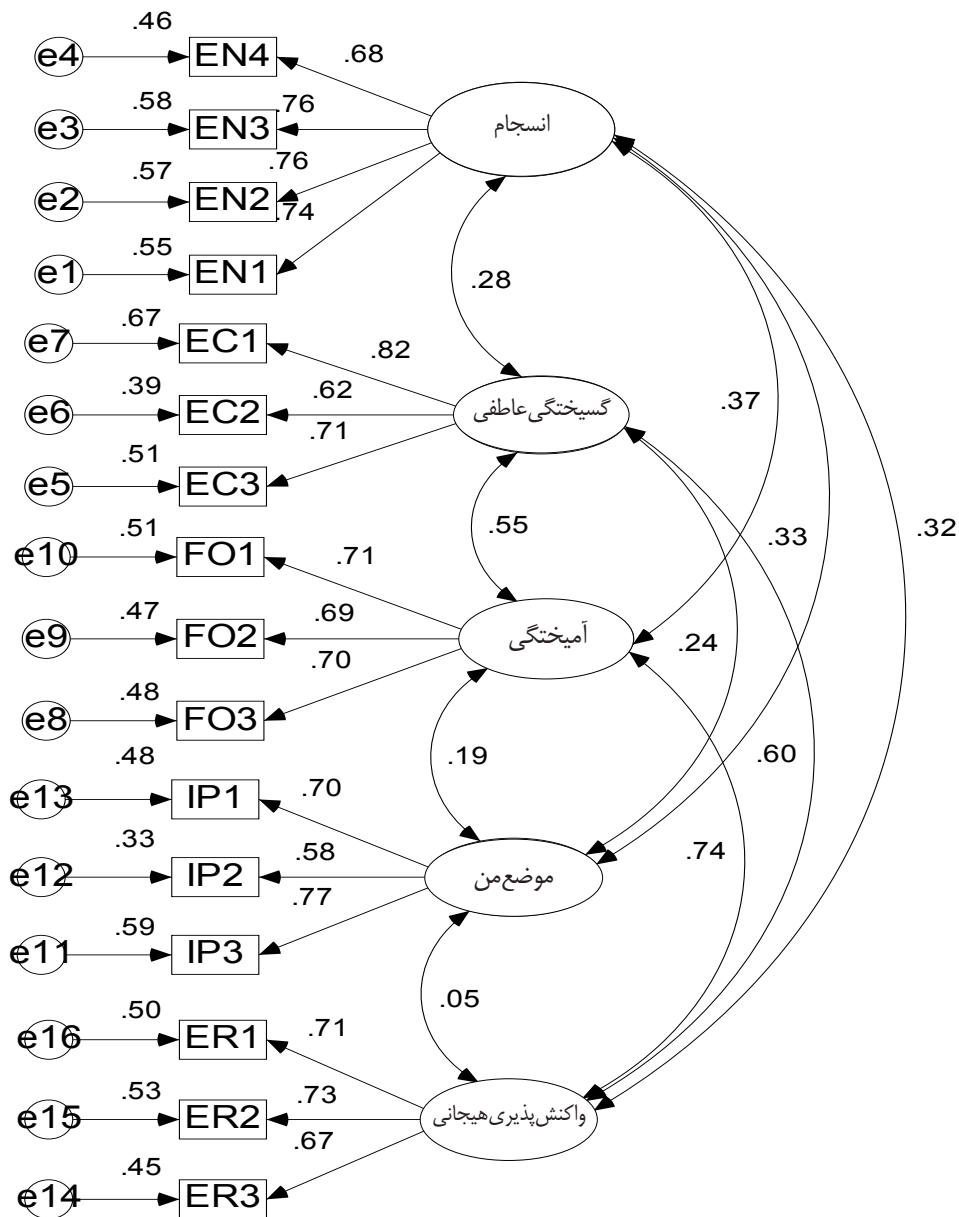 .46
e4 EN4 .68
.58
e3 EN3 .76
انسجام
.57
e2 EN2 .76
.55
e1 EN1 .74
.28
.67
e7 EC1 .82
.39
e6 EC2 .62
گسیختگی عاطفی
.37
.51
e5 EC3 .71
.55
.33
.32
.51
e10 FO1 .71
.47
e9 FO2 .69
آمیختگی
.24
.48
e8 FO3 .70
.19
.60
.48
e13 IP1 .70
.74
.33
e12 IP2 .58
موضع من
.59
e11 IP3 .77
.05
.50
e16 ER1 .71
.53
e15 ER2 .73
واکنش‌پذیری هیجانی
.45
e14 ER3 .67